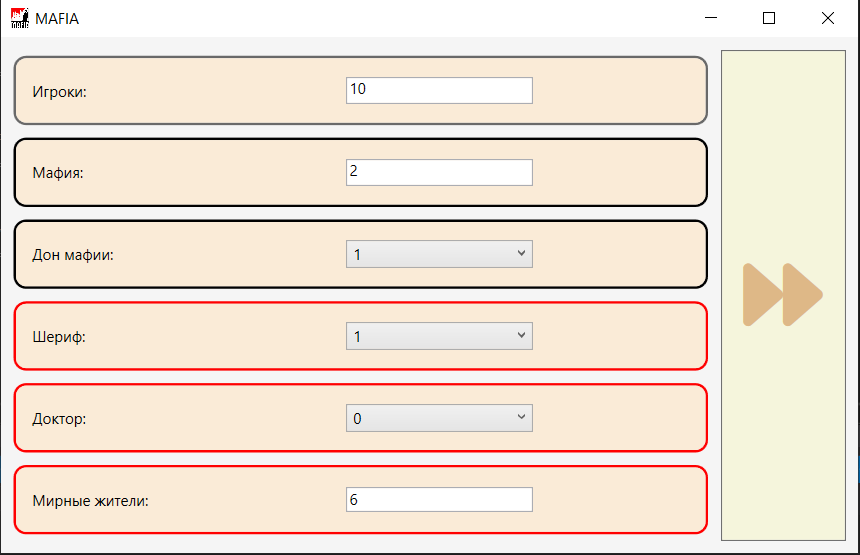 MAFIA
Игроки:
10
Мафия:
2
Дон мафии:
1
Шериф:
1
Доктор:
0
Мирные жители:
6